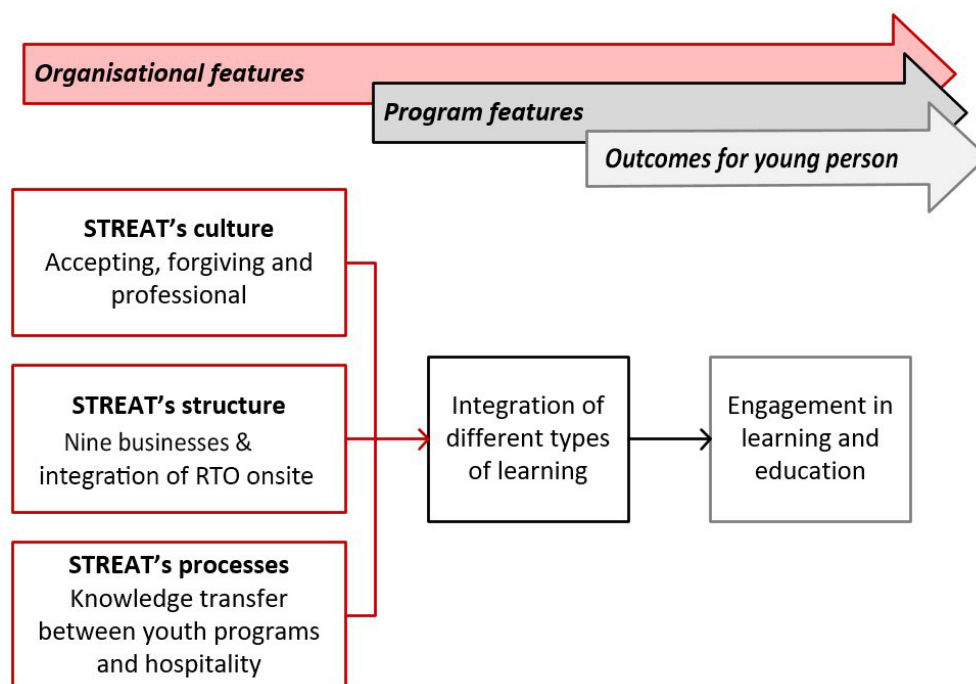 Organisational features
Program features
Outcomes for young person
STREAT’s culture
Accepting, forgiving and
professional
STREAT’s structure
Nine businesses &
integration of RTO onsite
STREAT’s processes
Knowledge transfer
between youth programs
and hospitality
Integration of
different types
of learning
Engagement in
learning and
education